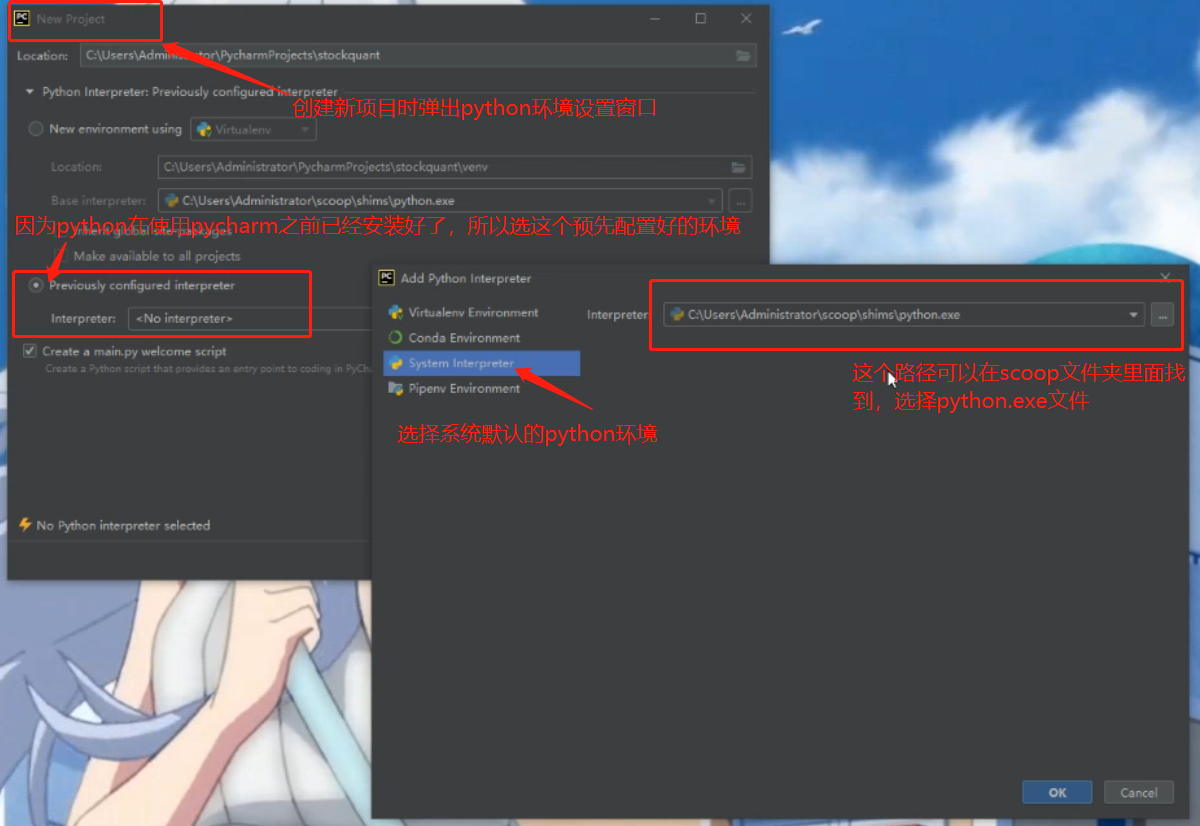 New Project
Location: C:\Users\Administrator\PycharmProjects\stockquant
Python Interpreter: Previously configured interpreter
创建新项目时弹出python环境设置窗口
New environment using Virtualenv
Location: C:\Users\Administrator\PycharmProjects\stockquant\venv
Base interpreter: C:\Users\Administrator\scoop\shims\python.exe ...
因为python在使用pycharm之前已经安装好了，所以选这个预先配置好的环境
Inherit global site-packages
Make available to all projects
Previously configured interpreter
Interpreter: <No interpreter>
Create a main.py welcome script
Create a Python script that provides an entry point to coding in PyCha
No Python interpreter selected
Add Python Interpreter
Virtualenv Environment
Conda Environment
System Interpreter
Pipenv Environment
Interpreter: C:\Users\Administrator\scoop\shims\python.exe ...
这个路径可以在scoop文件夹里面找
到，选择python.exe文件
选择系统默认的python环境
OK
Cancel